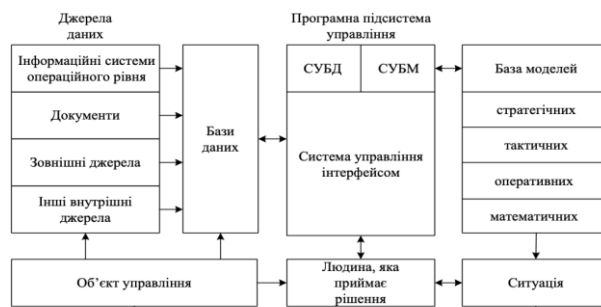 Джерела
даних
Програмна підсистема
управління
Інформаційні системи
операційного рівня
Документи
Зовнішні джерела
Інші внутрішні
джерела
Бази
даних
СУБД
СУБМ
Система управління
інтерфейсом
База моделей
стратегічних
тактичних
оперативних
математичних
Об’єкт управління
Людина, яка
приймає
рішення
Ситуація